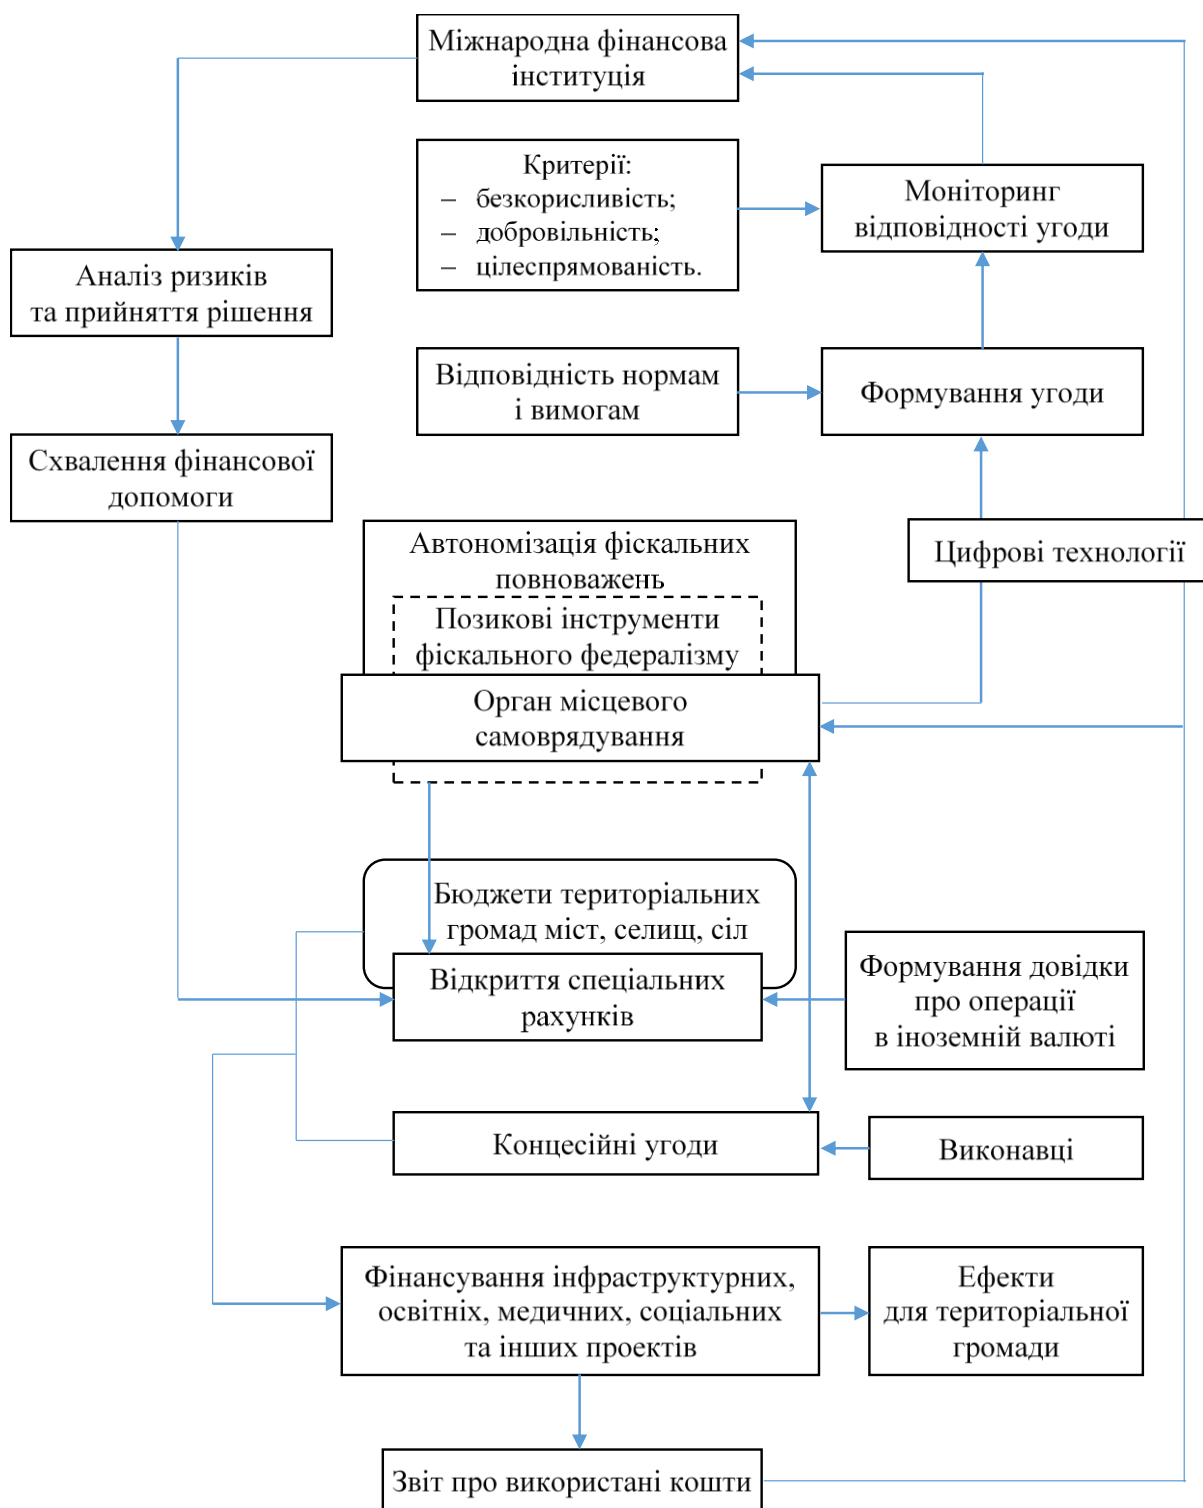 Міжнародна фінансова
інституція
Критерії:
– безкорисливість;
– добровільність;
– цілеспрямованість.
Моніторинг
відповідності угоди
Аналіз ризиків
та прийняття рішення
Відповідність нормам
і вимогам
Формування угоди
Схвалення фінансової
допомоги
Автономізація фіскальних
повноважень
Цифрові технології
Позикові інструменти
фіскального федералізму
Орган місцевого
самоврядування
Бюджети територіальних
громад міст, селищ, сіл
Відкриття спеціальних
рахунків
Формування довідки
про операції
в іноземній валюті
Концесійні угоди
Виконавці
Фінансування інфраструктурних,
освітніх, медичних, соціальних
та інших проектів
Ефекти
для територіальної
громади
Звіт про використані кошти